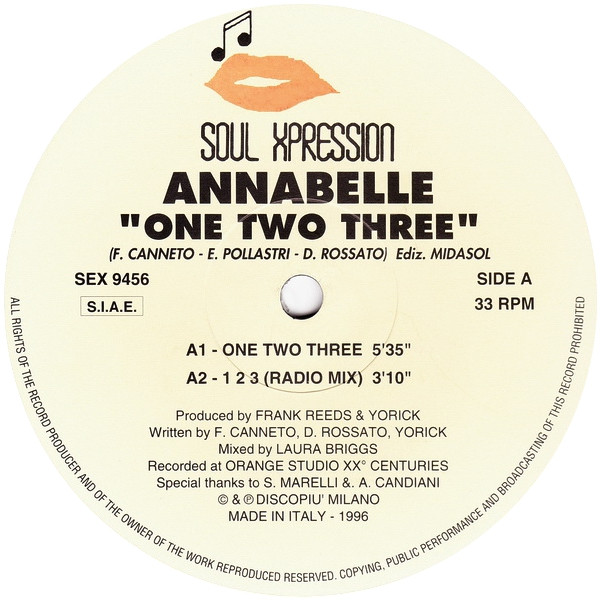 SOUL XPRESSION
ANNABELLE
"ONE TWO THREE"
(F. CANNETO - E. POLLASTRI - D. ROSSATO) Ediz. MIDASOL
SEX 9456
SIDE A
S.I.A.E.
33 RPM
A1 - ONE TWO THREE 5'35"
A2 - 1 2 3 (RADIO MIX) 3'10"
Produced by FRANK REEDS & YORICK
Written by F. CANNETO, D. ROSSATO, YORICK
Mixed by LAURA BRIGGS
Recorded at ORANGE STUDIO XX° CENTURIES
Special thanks to S. MARELLI &. A. CANDIANI
© & ℗ DISCOPIU' MILANO
MADE IN ITALY - 1996
ALL RIGHTS OF THE RECORD PRODUCER AND OF THE OWNER OF THE WORK REPRODUCED RESERVED. COPYING, PUBLIC PERFORMANCE AND BROADCASTING OF THIS RECORD PROHIBITED